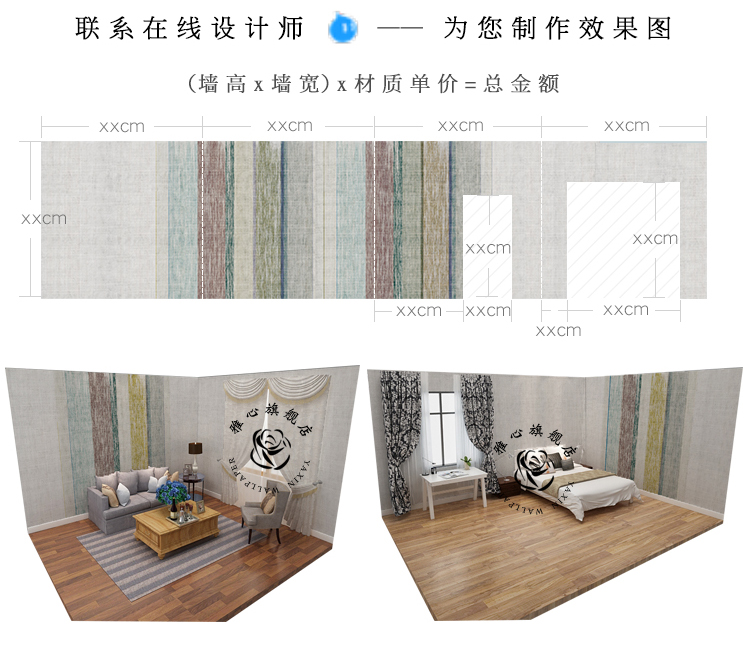 联系在线设计师 —— 为您制作效果图
(墙高x墙宽)x材质单价=总金额
xxcm xxcm xxcm xxcm
xxcm
xxcm
xxcm
xxcm xxcm xxcm
xxcm
雅心旗舰店
YAXIN WALLPAPER
雅心旗舰店
YAXIN WALLPAPER